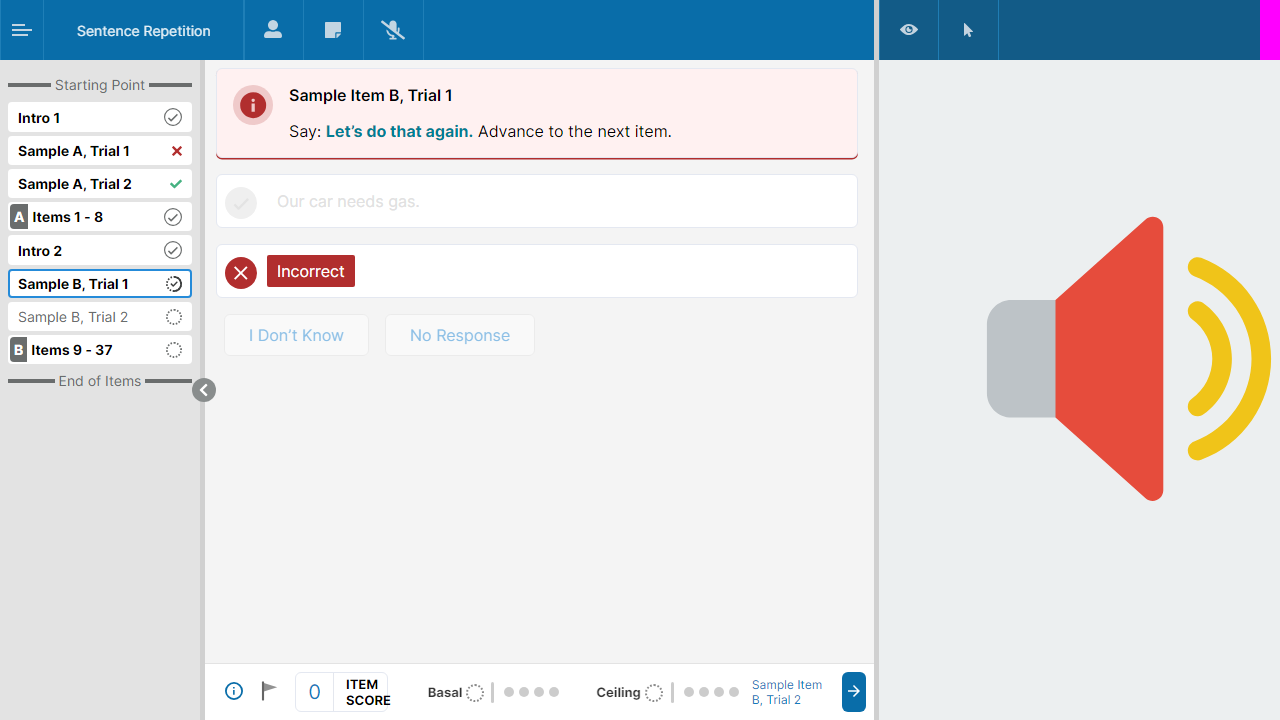 Sentence Repetition
Starting Point
Intro 1
Sample A, Trial 1
Sample A, Trial 2
A Items 1 - 8
Intro 2
Sample B, Trial 1
Sample B, Trial 2
B Items 9 - 37
End of Items
Sample Item B, Trial 1
Say: Let’s do that again. Advance to the next item.
Our car needs gas.
Incorrect
I Don’t Know
No Response
0
ITEM
SCORE
Basal
Ceiling
Sample Item
B, Trial 2